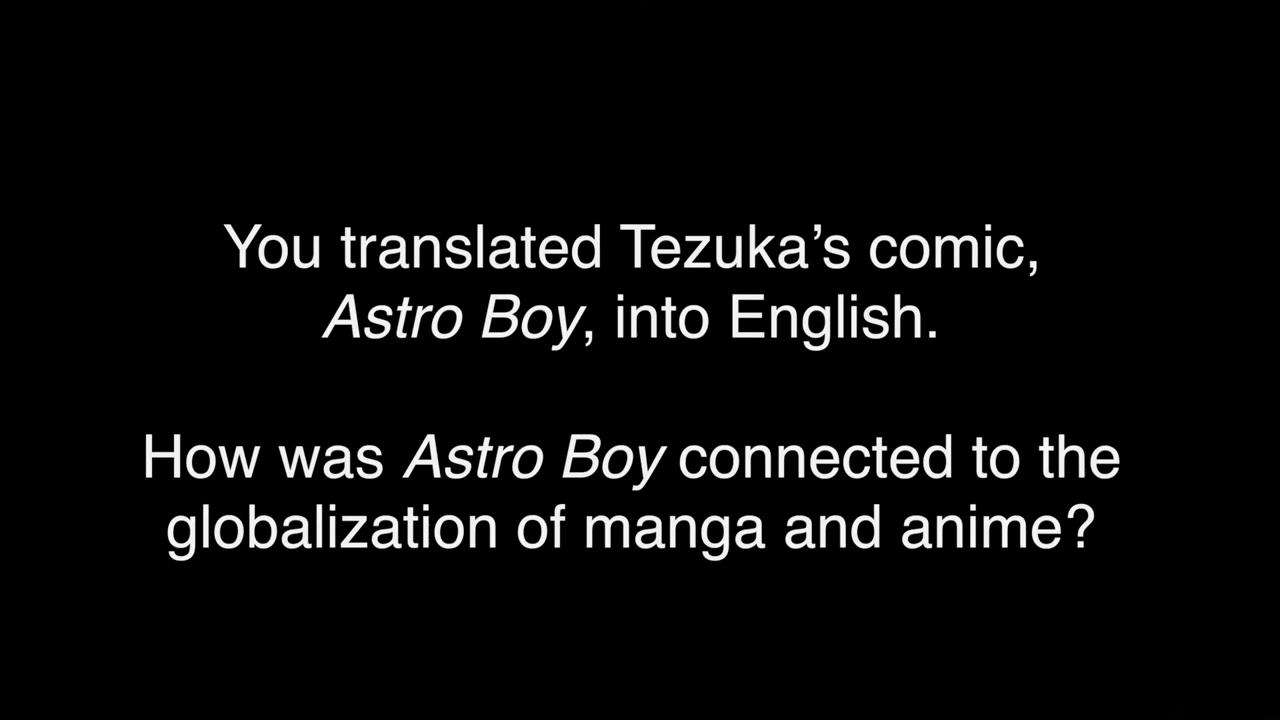 You translated Tezuka’s comic,
Astro Boy, into English.
How was Astro Boy connected to the
globalization of manga and anime?